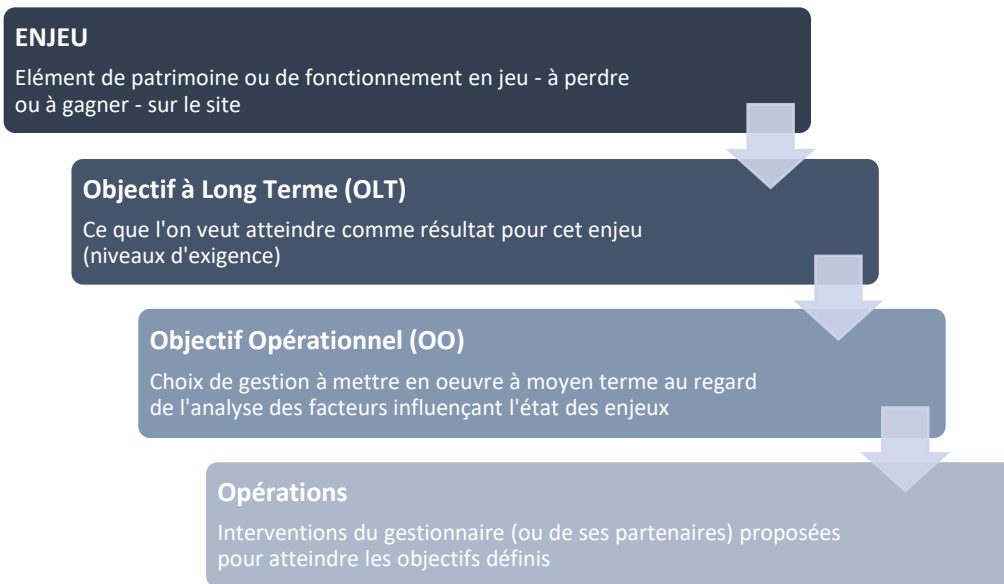 ENJEU
Elément de patrimoine ou de fonctionnement en jeu - à perdre
ou à gagner - sur le site
Objectif à Long Terme (OLT)
Ce que l'on veut atteindre comme résultat pour cet enjeu
(niveaux d'exigence)
Objectif Opérationnel (OO)
Choix de gestion à mettre en oeuvre à moyen terme au regard
de l'analyse des facteurs influençant l'état des enjeux
Opérations
Interventions du gestionnaire (ou de ses partenaires) proposées
pour atteindre les objectifs définis